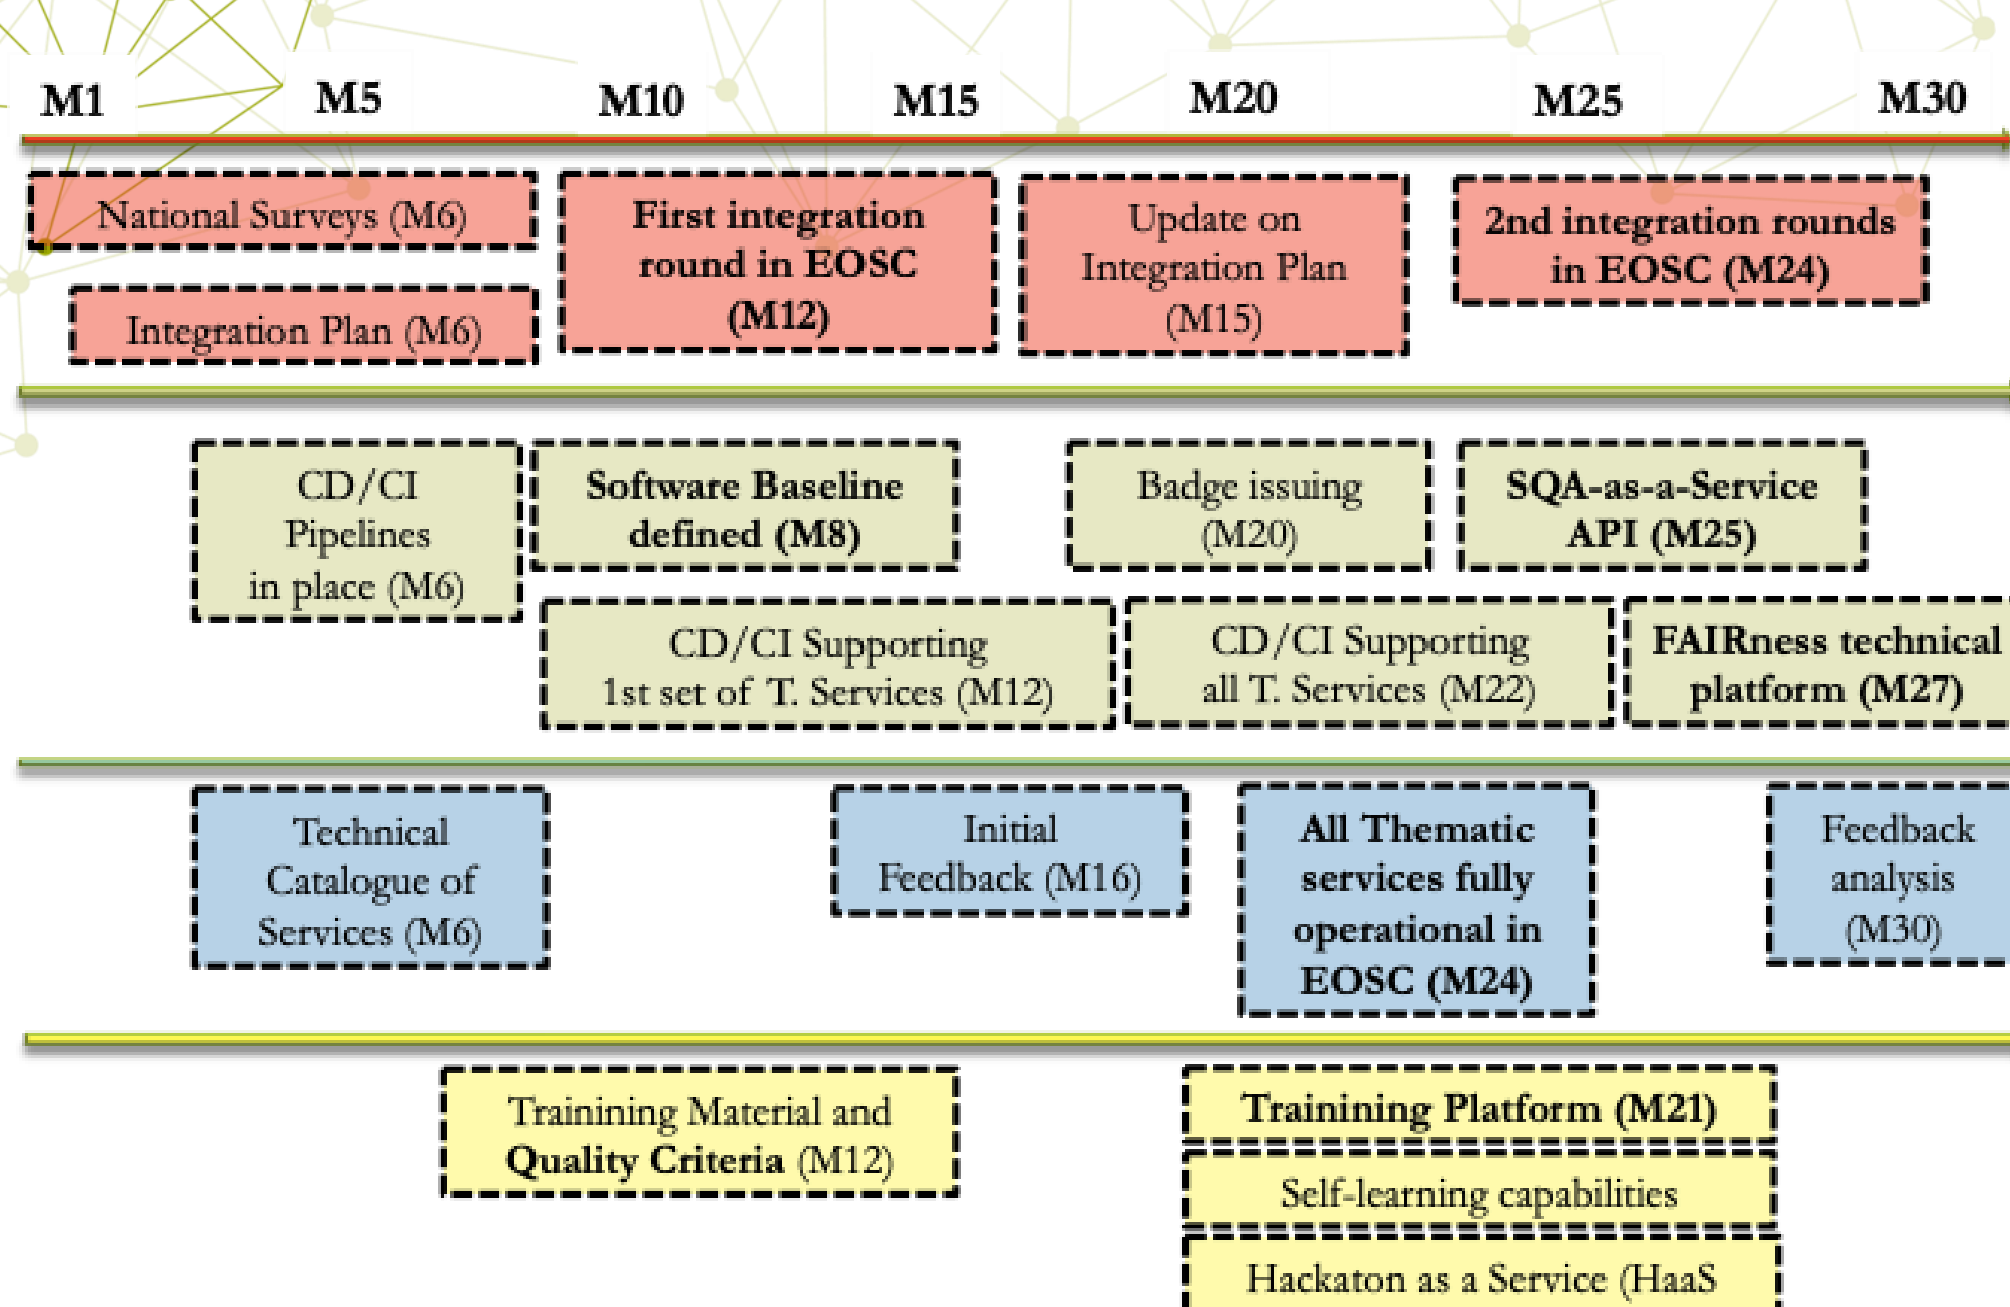 M1 M5 M10 M15 M20 M25 M30
National Surveys (M6)
Integration Plan (M6)
First integration
round in EOSC
(M12)
Update on
Integration Plan
(M15)
2nd integration rounds
in EOSC (M24)
CD/CI
Pipelines
in place (M6)
Software Baseline
defined (M8)
Badge issuing
(M20)
SQA-as-a-Service
API (M25)
CD/CI Supporting
1st set of T. Services (M12)
CD/CI Supporting
all T. Services (M22)
FAIRness technical
platform (M27)
Technical
Catalogue of
Services (M6)
Initial
Feedback (M16)
All Thematic
services fully
operational in
EOSC (M24)
Feedback
analysis
(M30)
Trainining Material and
Quality Criteria (M12)
Trainining Platform (M21)
Self-learning capabilities
Hackaton as a Service (HaaS